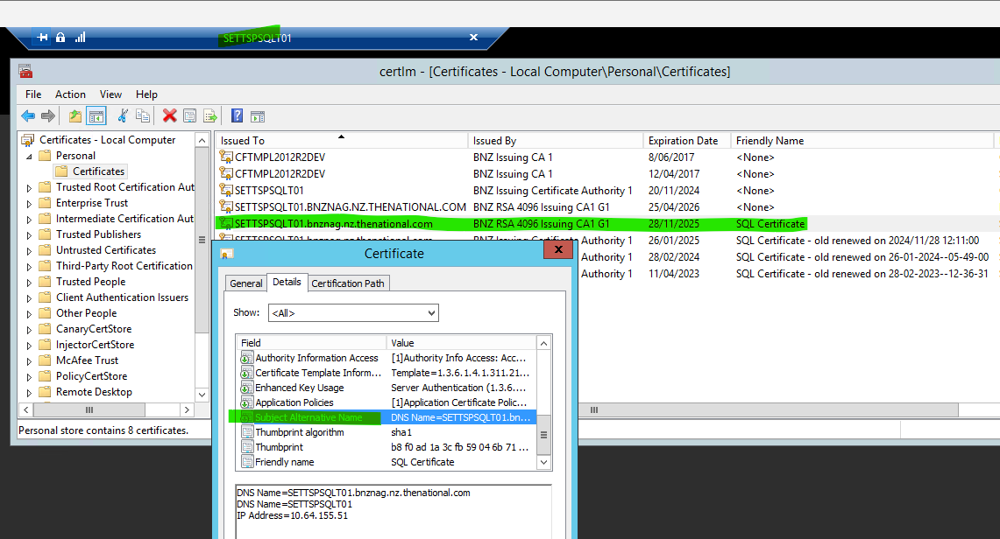 SETTSPSQLT01
certlm - [Certificates - Local Computer\Personal\Certificates]
File Action View Help
Certificates - Local Computer
Personal
Certificates
Trusted Root Certification Aut
Enterprise Trust
Intermediate Certification Aut
Trusted Publishers
Untrusted Certificates
Third-Party Root Certification
Trusted People
Client Authentication Issuers
Other People
CanaryCertStore
InjectorCertStore
McAfee Trust
PolicyCertStore
Remote Desktop
Personal store contains 8 certificates.
Issued To Issued By Expiration Date Friendly Name
CFTMPL2012R2DEV BNZ Issuing CA 1 8/06/2017 <None>
CFTMPL2012R2DEV BNZ Issuing CA 1 12/04/2017 <None>
SETTSPSQLT01 BNZ Issuing Certificate Authority 1 20/11/2024 <None>
SETTSPSQLT01.BNZNAG.NZ.THENATIONAL.COM BNZ RSA 4096 Issuing CA1 G1 25/04/2026 <None>
SETTSPSQLT01.bnznag.nz.thenational.com BNZ RSA 4096 Issuing CA1 G1 28/11/2025 SQL Certificate
Authority 1 26/01/2025 SQL Certificate - old renewed on 2024/11/28 12:11:00
Authority 1 28/02/2024 SQL Certificate - old renewed on 26-01-2024--05-49-00
Authority 1 11/04/2023 SQL Certificate - old renewed on 28-02-2023--12-36-31
Certificate
General Details Certification Path
Show: <All>
Field Value
Authority Information Access [1]Authority Info Access: Acc...
Certificate Template Inform... Template=1.3.6.1.4.1.311.21...
Enhanced Key Usage Server Authentication (1.3.6....
Application Policies [1]Application Certificate Polic...
Subject Alternative Name DNS Name=SETTSPSQLT01.bn...
Thumbprint algorithm sha1
Thumbprint b8 f0 ad 1a 3c fb 59 04 6b 71 ...
Friendly name SQL Certificate
DNS Name=SETTSPSQLT01.bnznag.nz.thenational.com
DNS Name=SETTSPSQLT01
IP Address=10.64.155.51